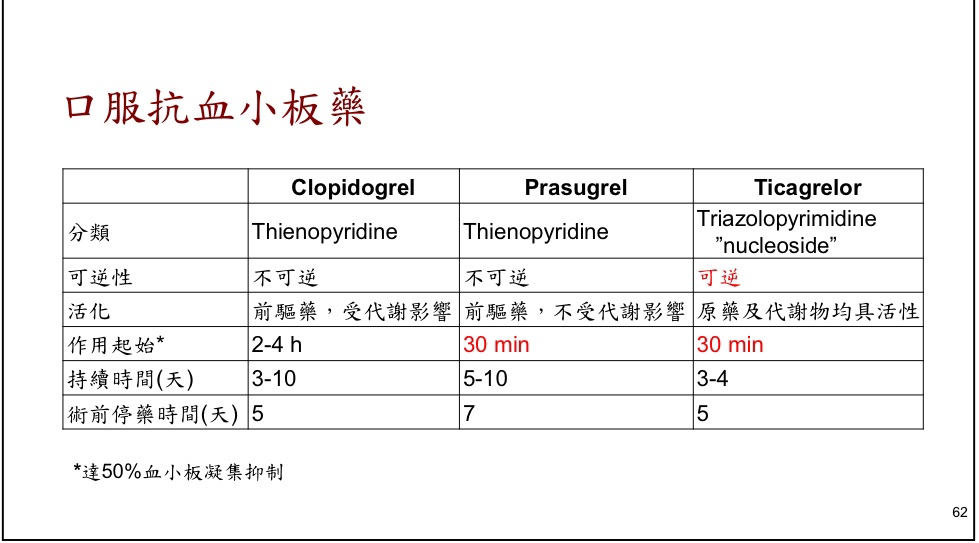 口服抗血小板藥
Clopidogrel Prasugrel Ticagrelor
分類 Thienopyridine Thienopyridine Triazolopyrimidine
”nucleoside”
可逆性 不可逆 不可逆 可逆
活化 前驅藥，受代謝影響 前驅藥，不受代謝影響 原藥及代謝物均具活性
作用起始* 2-4 h 30 min 30 min
持續時間(天) 3-10 5-10 3-4
術前停藥時間(天) 5 7 5
*達50%血小板凝集抑制
62